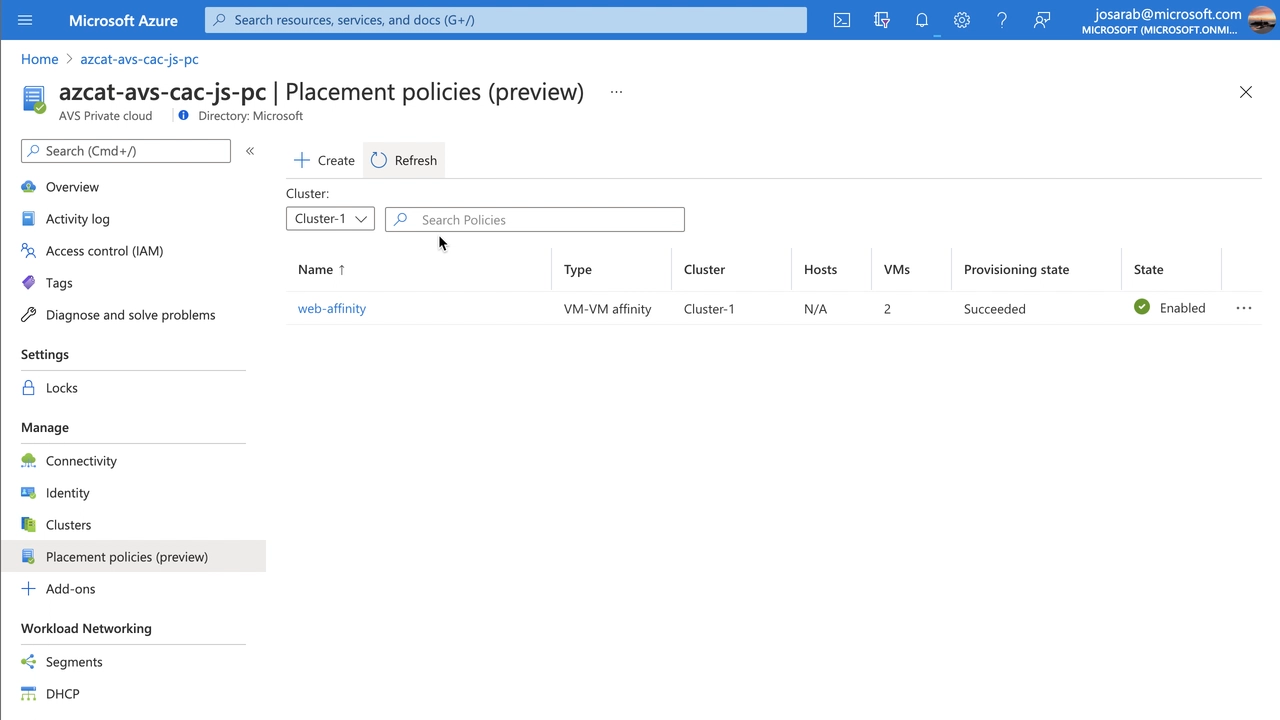 Microsoft Azure
Search resources, services, and docs (G+/)
josarab@microsoft.com
MICROSOFT (MICROSOFT.ONMI...
Home > azcat-avs-cac-js-pc
azcat-avs-cac-js-pc | Placement policies (preview) ...
AVS Private cloud
Directory: Microsoft
Search (Cmd+/)
«
Overview
Activity log
Access control (IAM)
Tags
Diagnose and solve problems
Settings
Locks
Manage
Connectivity
Identity
Clusters
Placement policies (preview)
Add-ons
Workload Networking
Segments
DHCP
Create
Refresh
Cluster:
Cluster-1
Search Policies
Name ↑ Type Cluster Hosts VMs Provisioning state State
web-affinity VM-VM affinity Cluster-1 N/A 2 Succeeded Enabled ...